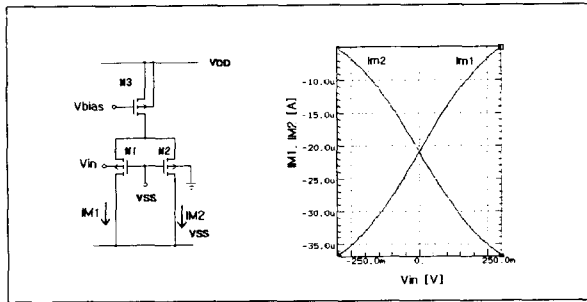 VDD
M3
Vbias
M1 M2
Vin
VSS
IM1 IM2
VSS
IM1, IM2 [A]
Im2 Im1
-10.0u
-15.0u
-20.0u
-25.0u
-30.0u
-35.0u
-250.0m 0. 250.0m
Vin [V]